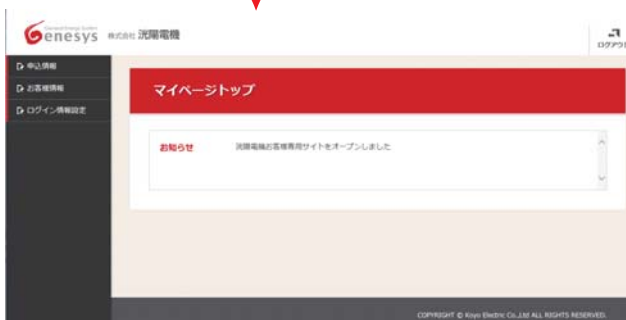 Genesys 株式会社 洸陽電機
ログアウト
申込情報
お客様情報
ログイン情報設定
マイページトップ
お知らせ 洸陽電機お客様専用サイトをオープンしました
COPYRIGHT © Koyo Electric Co.,Ltd ALL RIGHTS RESERVED.